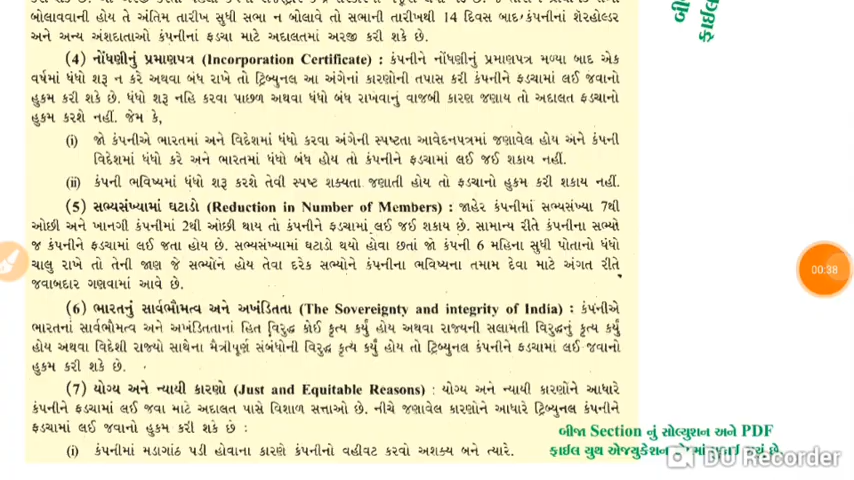 બોલાવવાની હોય તે અંતિમ તારીખ સુધી સભા ન બોલાવે તો સભાની તારીખથી 14 દિવસ બાદ કંપનીના શેરહોલ્ડર
અને અન્ય અંશદાતાઓ કંપનીના ફડચા માટે અદાલતમાં અરજી કરી શકે છે.
(4) નોંધણીનું પ્રમાણપત્ર (Incorporation Certificate) : કંપનીને નોંધણીનું પ્રમાણપત્ર મળ્યા બાદ એક
વર્ષમાં ધંધો શરૂ ન કરે અથવા બંધ રાખે તો ટ્રિબ્યુનલ આ અંગેનાં કારણોની તપાસ કરી કંપનીને ફડચામાં લઈ જવાનો
હુકમ કરી શકે છે. ધંધો શરૂ નહિ કરવા પાછળ અથવા ધંધો બંધ રાખવાનું વાજબી કારણ જણાય તો અદાલત ફડચાનો
હુકમ કરશે નહીં. જેમ કે,
(i) જો કંપનીએ ભારતમાં અને વિદેશમાં ધંધો કરવા અંગેની સ્પષ્ટતા આવેદનપત્રમાં જણાવેલ હોય અને કંપની
વિદેશમાં ધંધો કરે અને ભારતમાં ધંધો બંધ હોય તો કંપનીને ફડચામાં લઈ જઈ શકાય નહીં.
(ii) કંપની ભવિષ્યમાં ધંધો શરૂ કરશે તેવી સ્પષ્ટ શક્યતા જણાતી હોય તો ફડચાનો હુકમ કરી શકાય નહીં.
(5) સભ્યસંખ્યામાં ઘટાડો (Reduction in Number of Members) : જાહેર કંપનીમાં સભ્યસંખ્યા 7થી
ઓછી અને ખાનગી કંપનીમાં 2થી ઓછી થાય તો કંપનીને ફડચામાં લઈ જઈ શકાય છે. સામાન્ય રીતે કંપનીના સભ્યો
જ કંપનીને ફડચામાં લઈ જતા હોય છે. સભ્યસંખ્યામાં ઘટાડો થયો હોવા છતાં જો કંપની 6 મહિના સુધી પોતાનો ધંધો
ચાલુ રાખે તો તેની જાણ જે સભ્યોને હોય તેવા દરેક સભ્યોને કંપનીના ભવિષ્યના તમામ દેવા માટે અંગત રીતે
જવાબદાર ગણવામાં આવે છે.
(6) ભારતનું સાર્વભૌમત્વ અને અખંડિતતા (The Sovereignty and integrity of India) : કંપનીએ
ભારતનાં સાર્વભૌમત્વ અને અખંડિતતાનાં હિત વિરુદ્ધ કોઈ કૃત્ય કર્યું હોય અથવા રાજ્યની સલામતી વિરુદ્ધનું કૃત્ય કર્યું
હોય અથવા વિદેશી રાજ્યો સાથેના મૈત્રીપૂર્ણ સંબંધોની વિરુદ્ધ કૃત્ય કર્યું હોય તો ટ્રિબ્યુનલ કંપનીને ફડચામાં લઈ જવાનો
હુકમ કરી શકે છે.
(7) યોગ્ય અને ન્યાયી કારણો (Just and Equitable Reasons) : યોગ્ય અને ન્યાયી કારણોને આધારે
કંપનીને ફડચામાં લઈ જવા માટે અદાલત પાસે વિશાળ સત્તાઓ છે. નીચે જણાવેલ કારણોને આધારે ટ્રિબ્યુનલ કંપનીને
ફડચામાં લઈ જવાનો હુકમ કરી શકે છે :
(i) કંપનીમાં મડાગાંઠ પડી હોવાના કારણે કંપનીનો વહીવટ કરવો અશક્ય બને ત્યારે.
ફાઈલ
00:38
બીજા Section નું સોલ્યુશન અને PDF
ફાઈલ યુથ એજ્યુકેશન
છે.
DU Recorder